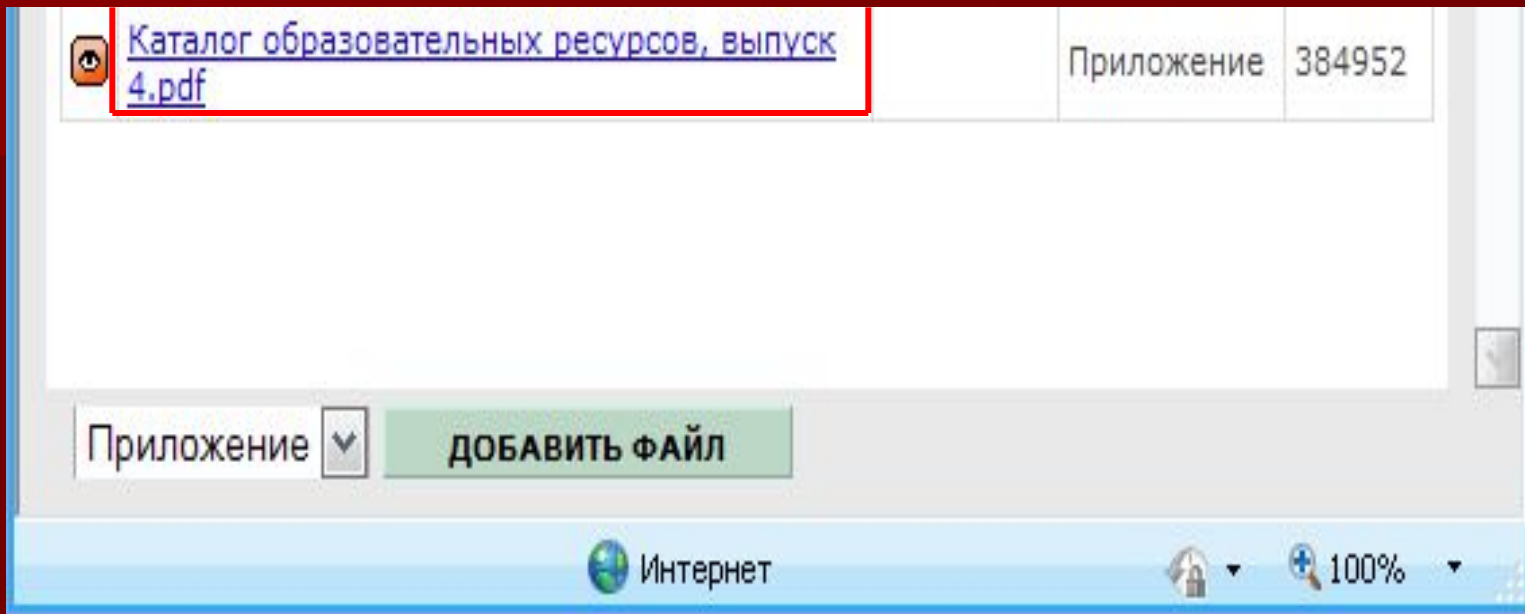 Каталог образовательных ресурсов, выпуск
4.pdf
Приложение 384952
Приложение ДОБАВИТЬ ФАЙЛ
Интернет 100%